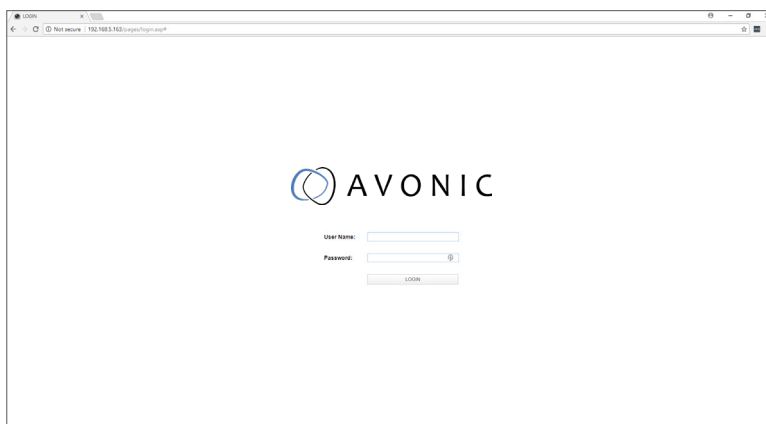 LOGIN
Not secure | 192.168.5.163/pages/login.asp#
AVONIC
User Name:
Password:
LOGIN